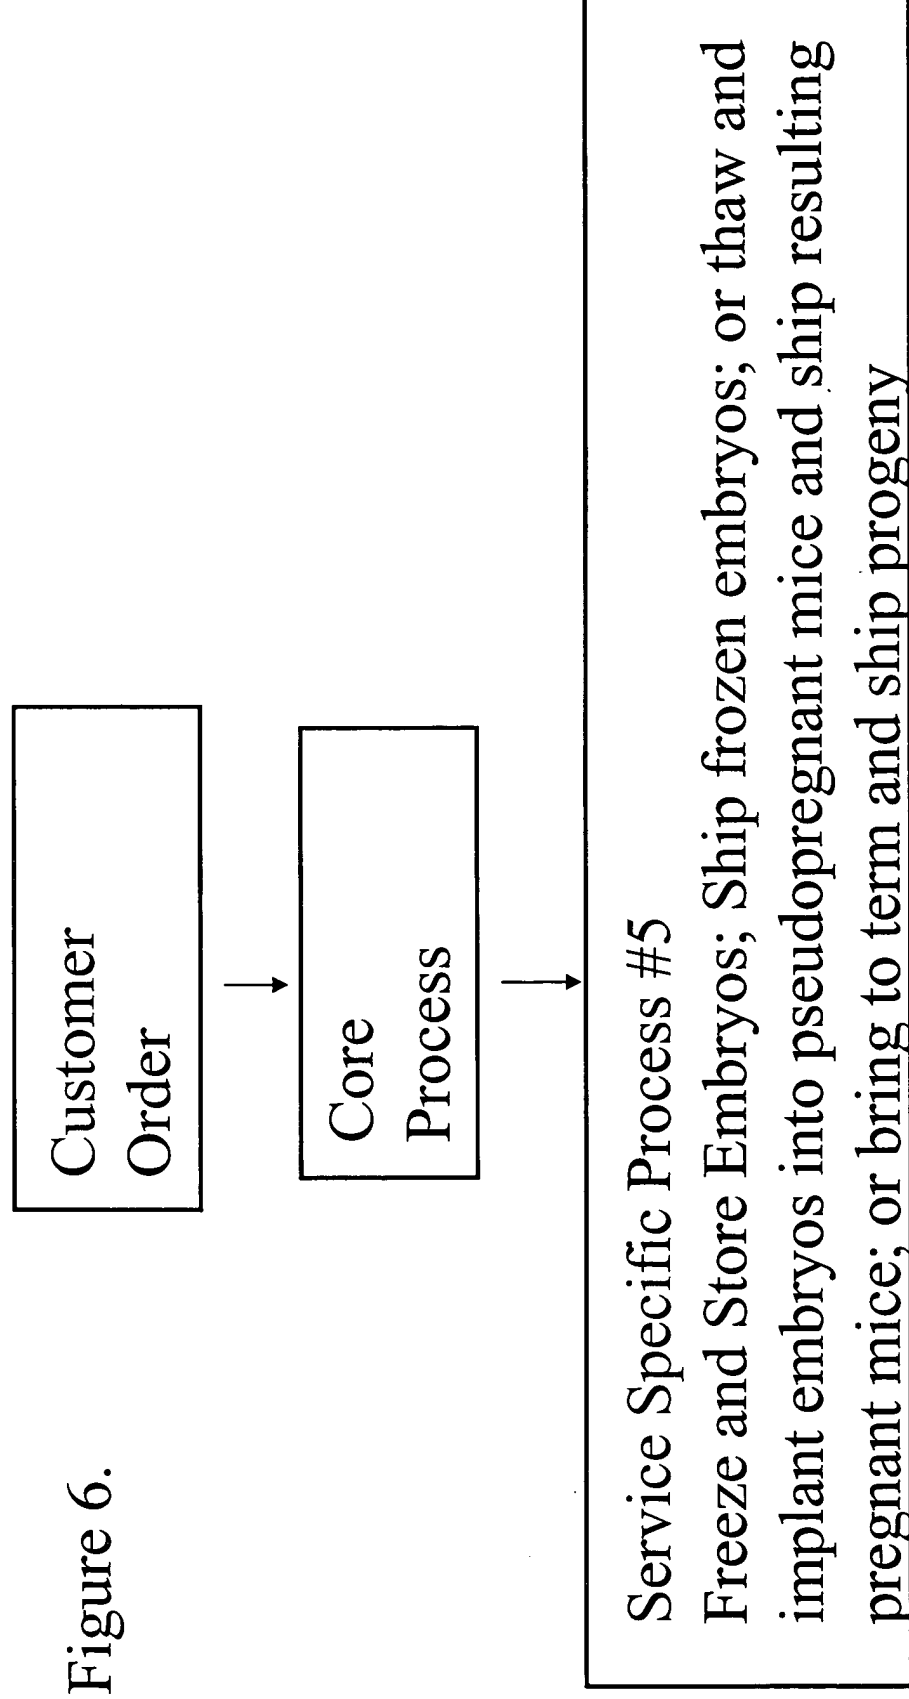 Figure 6.
Customer
Order
Core
Process
Service Specific Process #5
Freeze and Store Embryos; Ship frozen embryos; or thaw and
implant embryos into pseudopregnant mice and ship resulting
pregnant mice; or bring to term and ship progeny